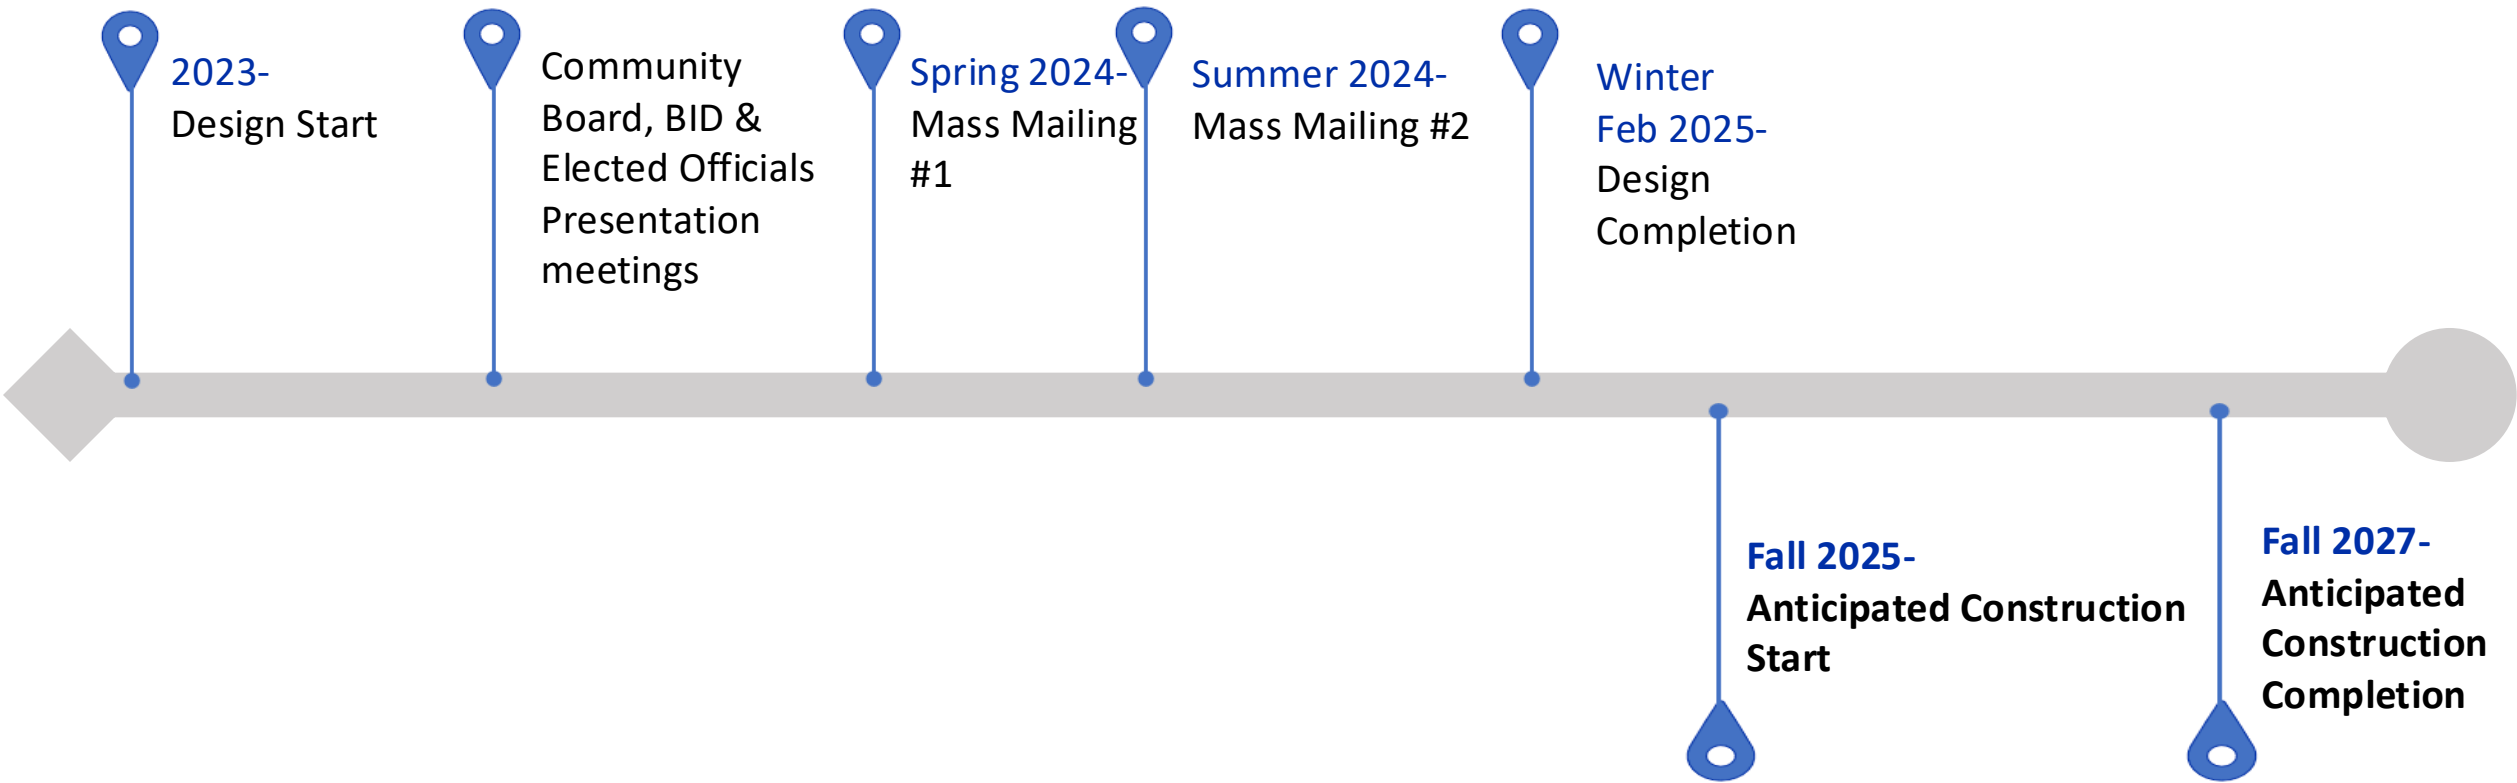 2023-
Design Start
Community
Board, BID &
Elected Officials
Presentation
meetings
Spring 2024-
Mass Mailing
#1
Summer 2024-
Mass Mailing #2
Winter
Feb 2025-
Design
Completion
Fall 2025-
Anticipated Construction
Start
Fall 2027-
Anticipated
Construction
Completion